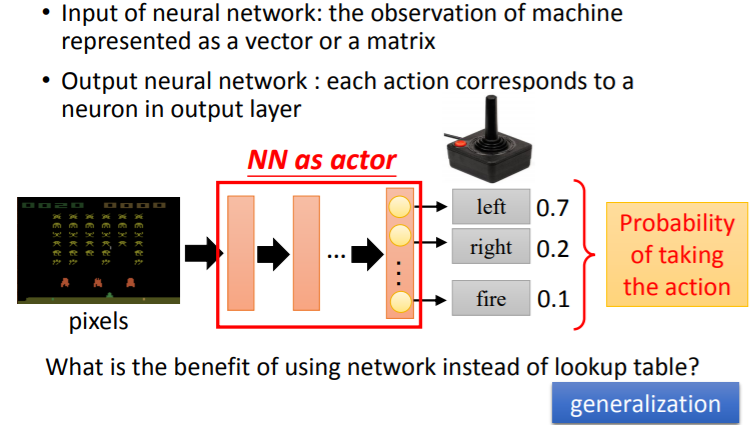 • Input of neural network: the observation of machine
represented as a vector or a matrix
• Output neural network : each action corresponds to a
neuron in output layer
NN as actor
0020 0000
left 0.7
right 0.2
fire 0.1
...
Probability
of taking
the action
pixels
What is the benefit of using network instead of lookup table?
generalization